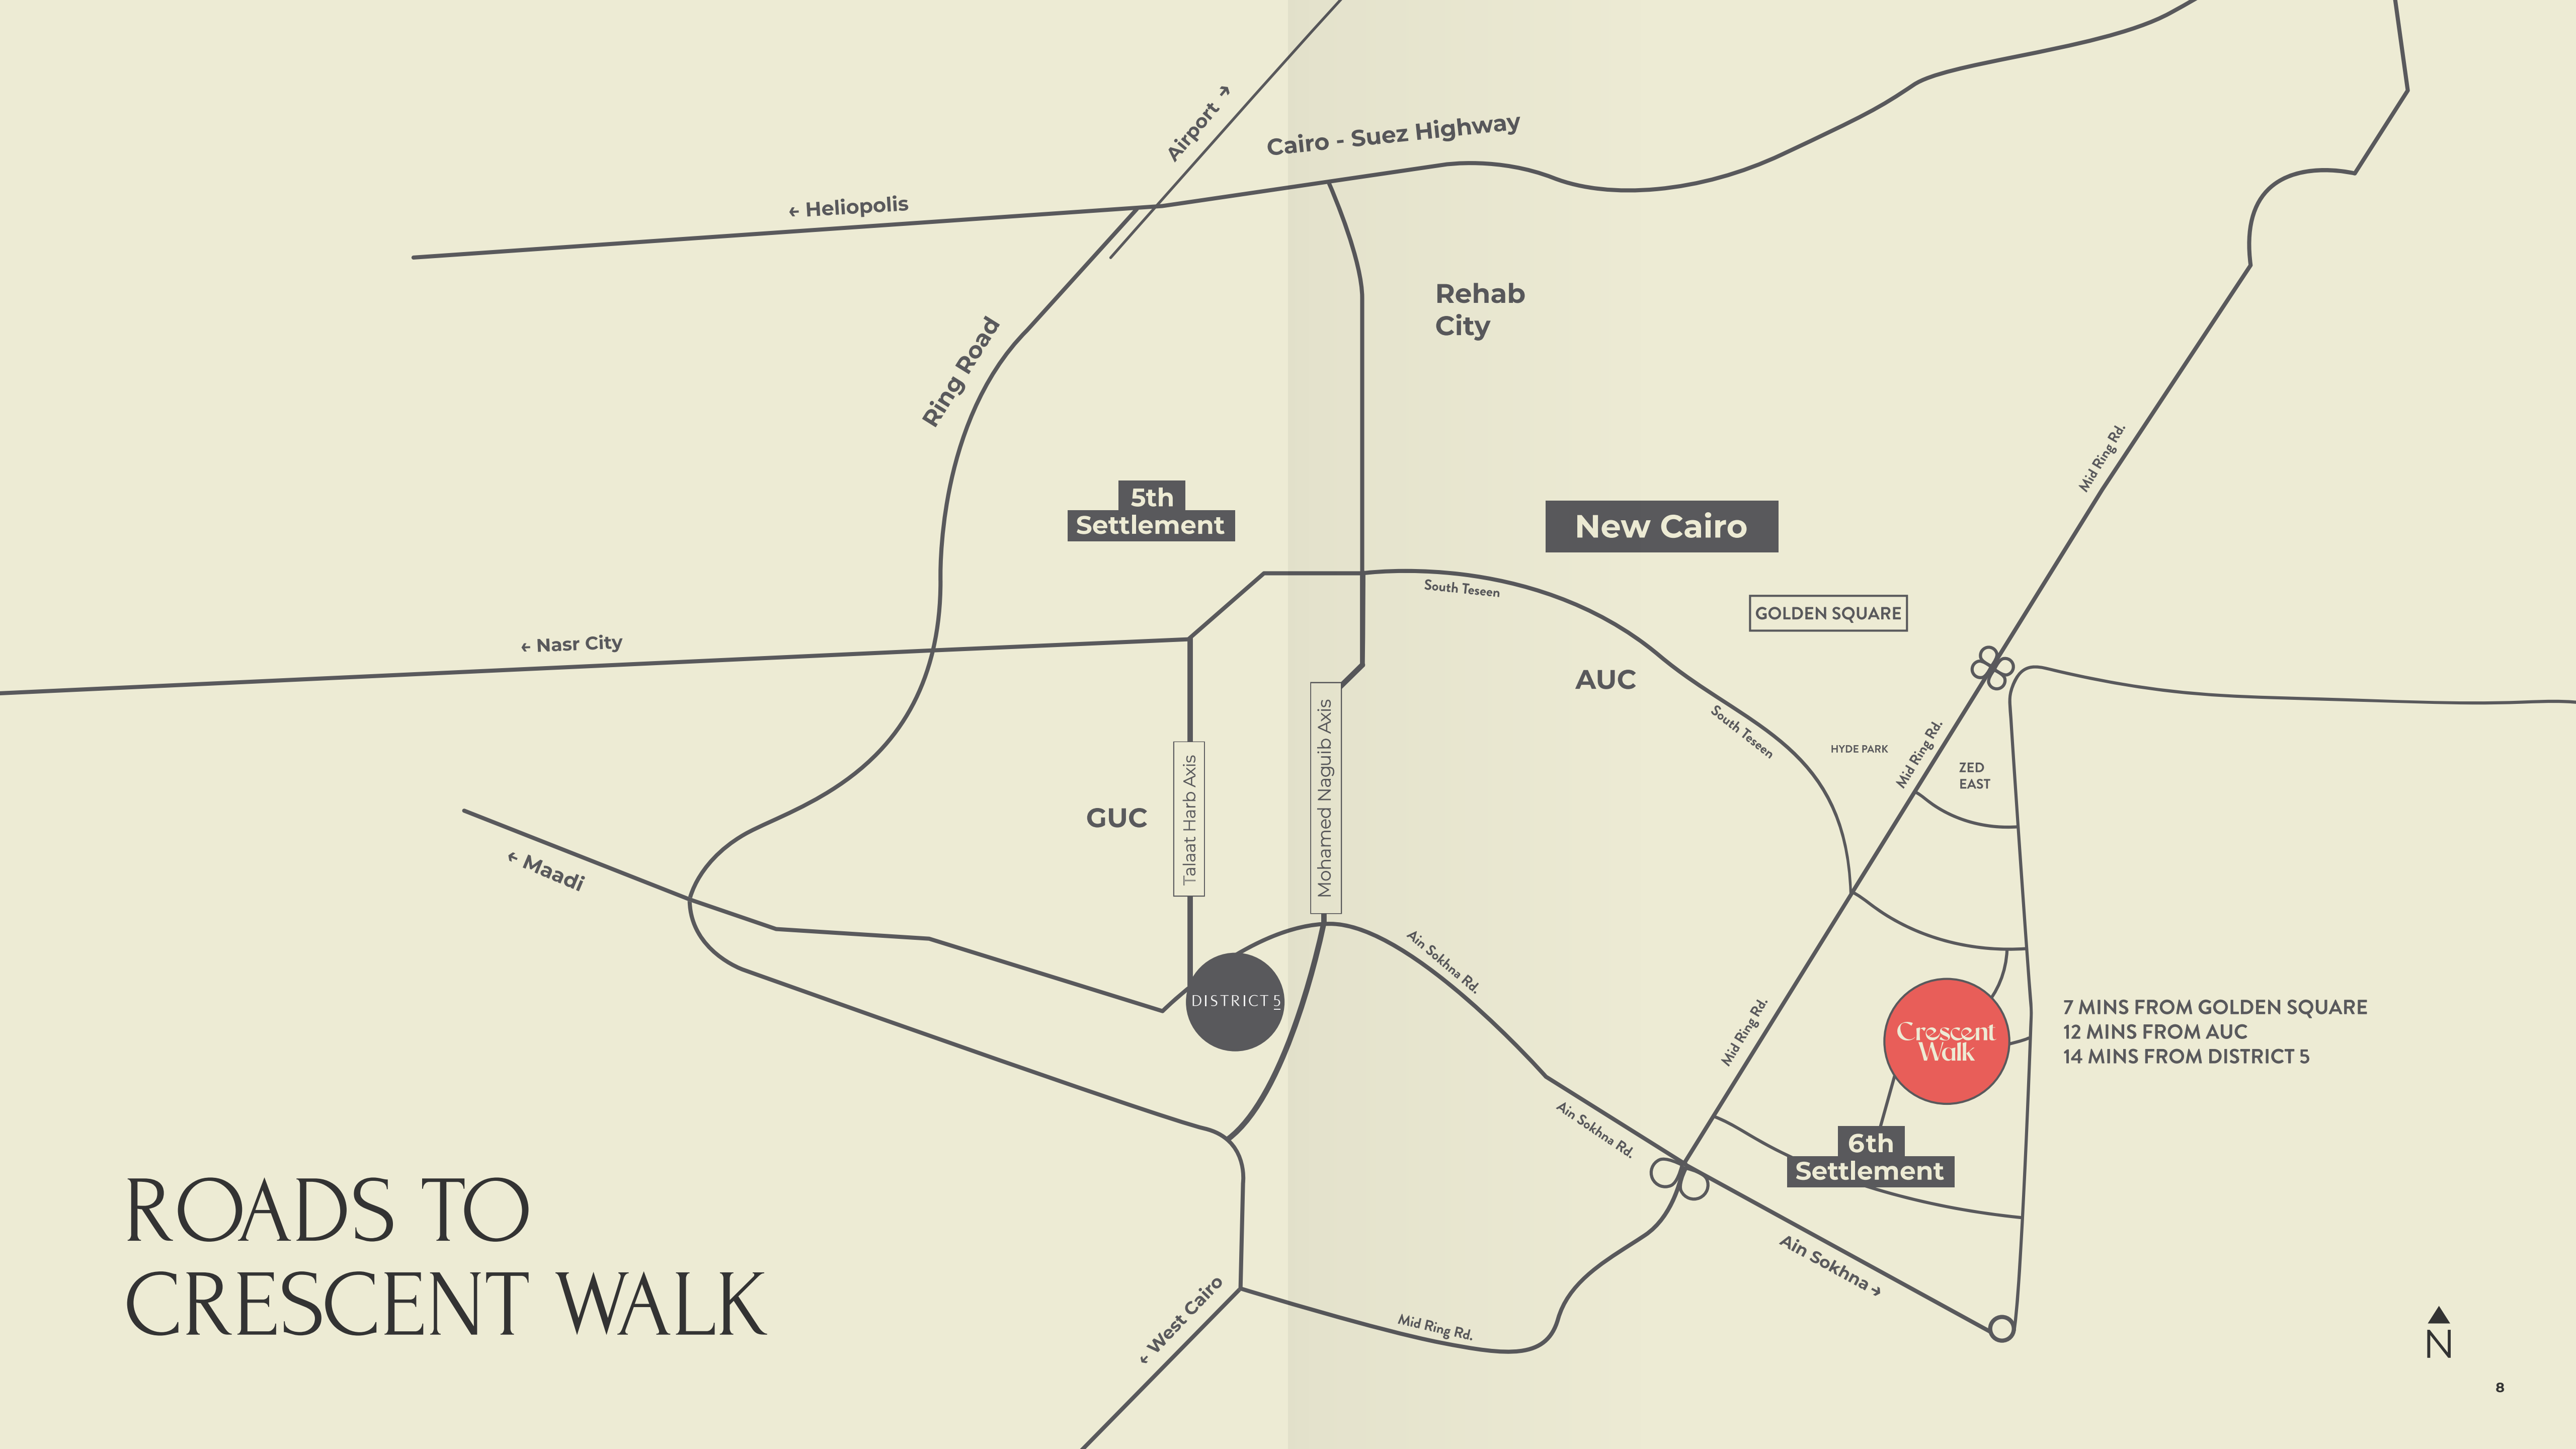 Airport →
Cairo - Suez Highway
← Heliopolis
Rehab
City
Ring Road
Mid Ring Rd.
5th
Settlement
New Cairo
South Teseen
GOLDEN SQUARE
← Nasr City
AUC
South Teseen
HYDE PARK
Mid Ring Rd.
ZED
EAST
Talaat Harb Axis
Mohamed Naguib Axis
GUC
← Maadi
Ain Sokhna Rd.
DISTRICT 5
Mid Ring Rd.
Crescent
Walk
7 MINS FROM GOLDEN SQUARE
12 MINS FROM AUC
14 MINS FROM DISTRICT 5
Ain Sokhna Rd.
6th
Settlement
ROADS TO
CRESCENT WALK
Ain Sokhna →
← West Cairo
Mid Ring Rd.
N
8